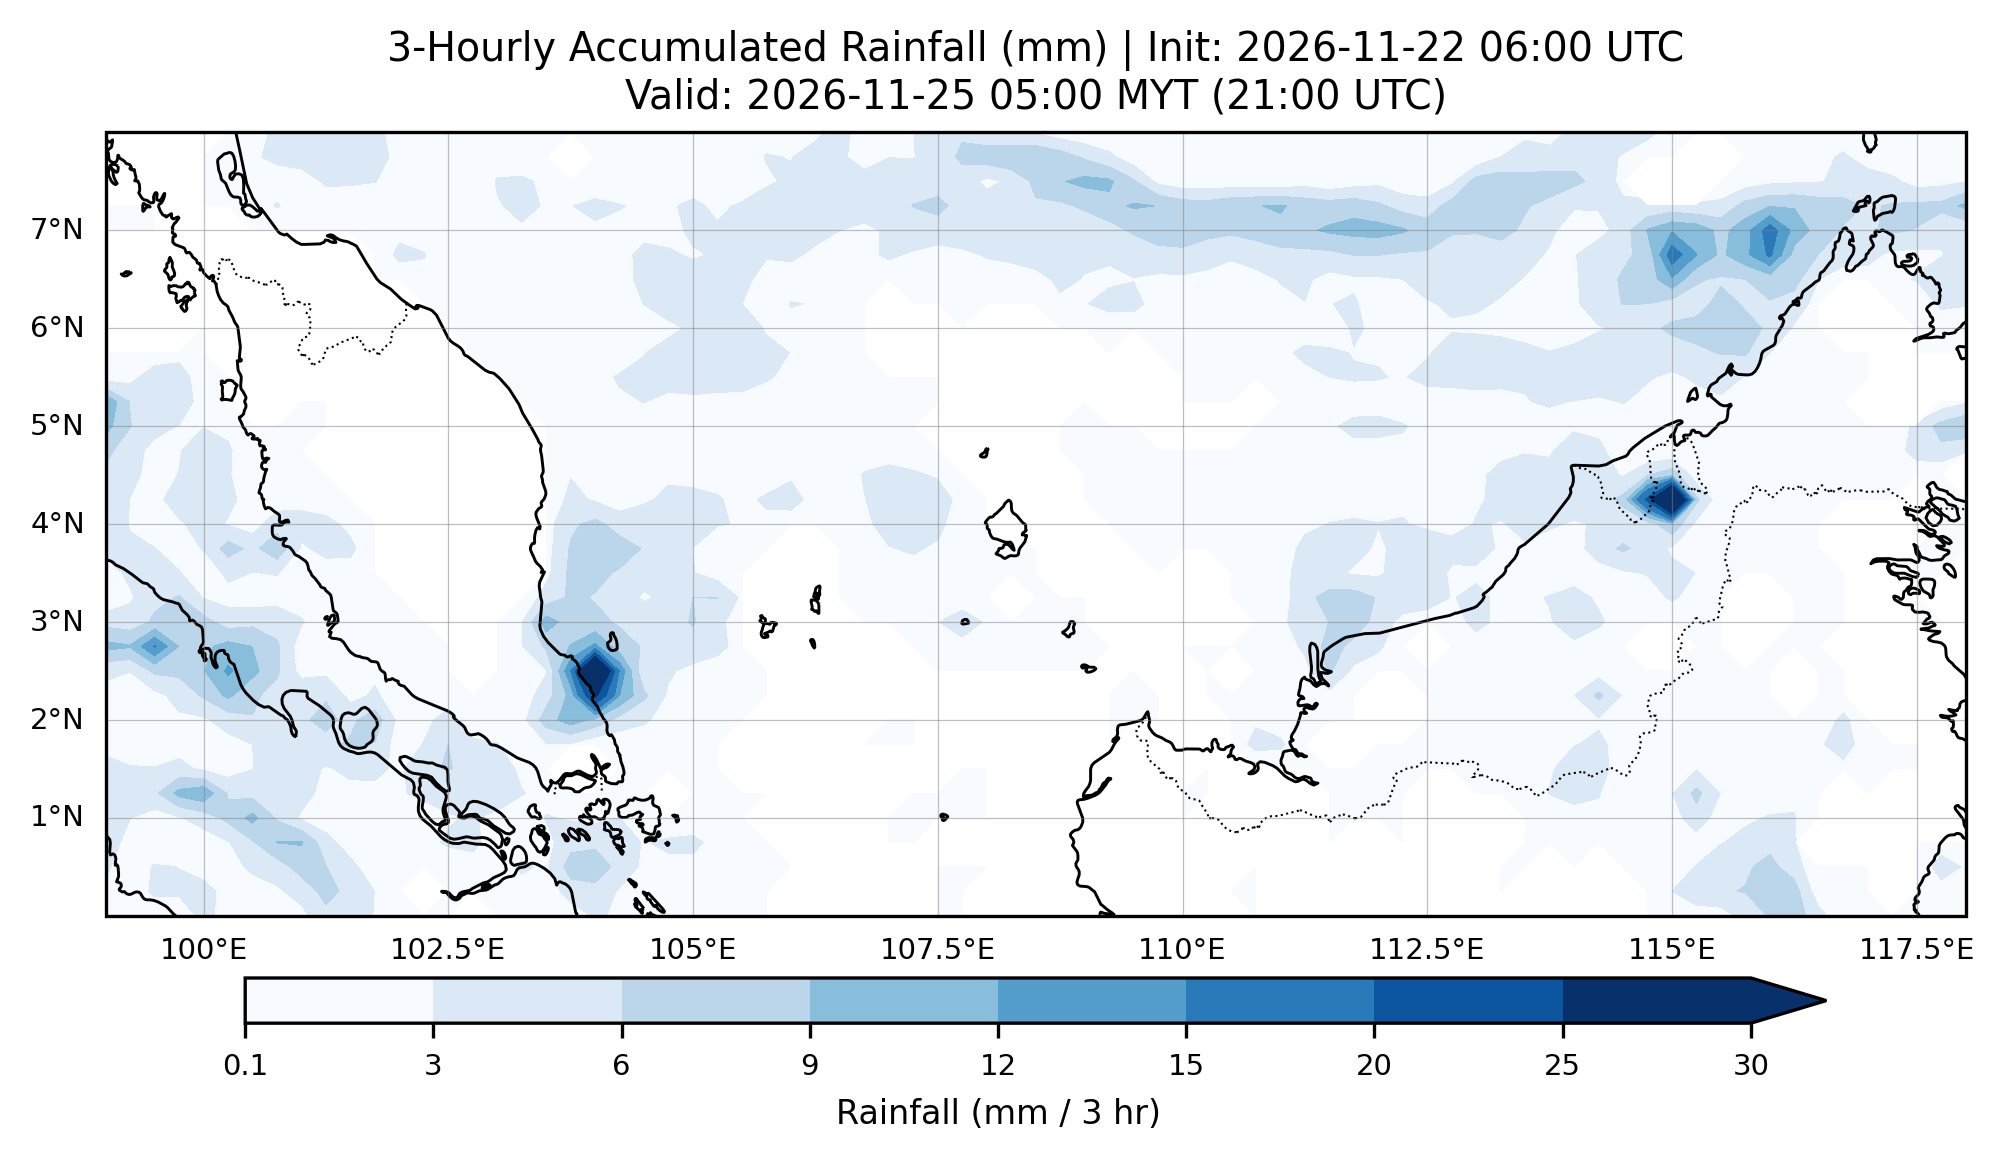 3-Hourly Accumulated Rainfall (mm) | Init: 2026-11-22 06:00 UTC
Valid: 2026-11-25 05:00 MYT (21:00 UTC)
7°N
6°N
5°N
4°N
3°N
2°N
1°N
100°E 102.5°E 105°E 107.5°E 110°E 112.5°E 115°E 117.5°E
0.1 3 6 9 12 15 20 25 30
Rainfall (mm / 3 hr)